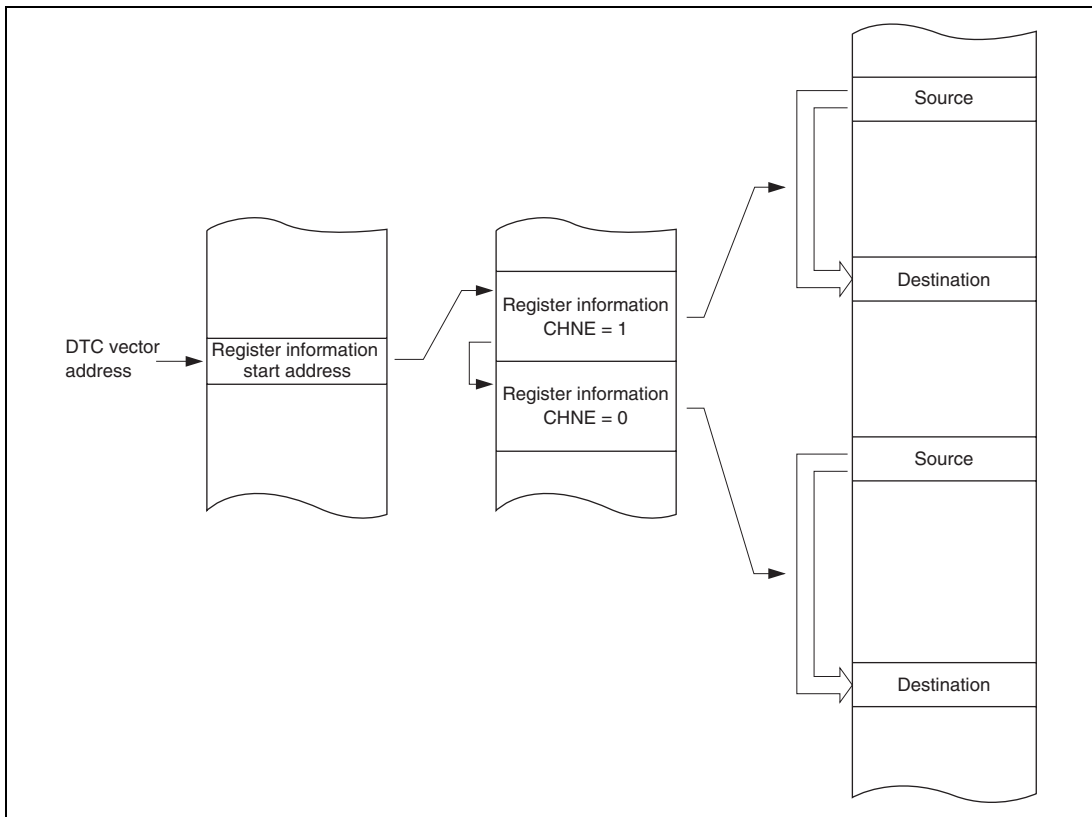 DTC vector
address
Register information
start address
Register information
CHNE = 1
Register information
CHNE = 0
Source
Destination
Source
Destination